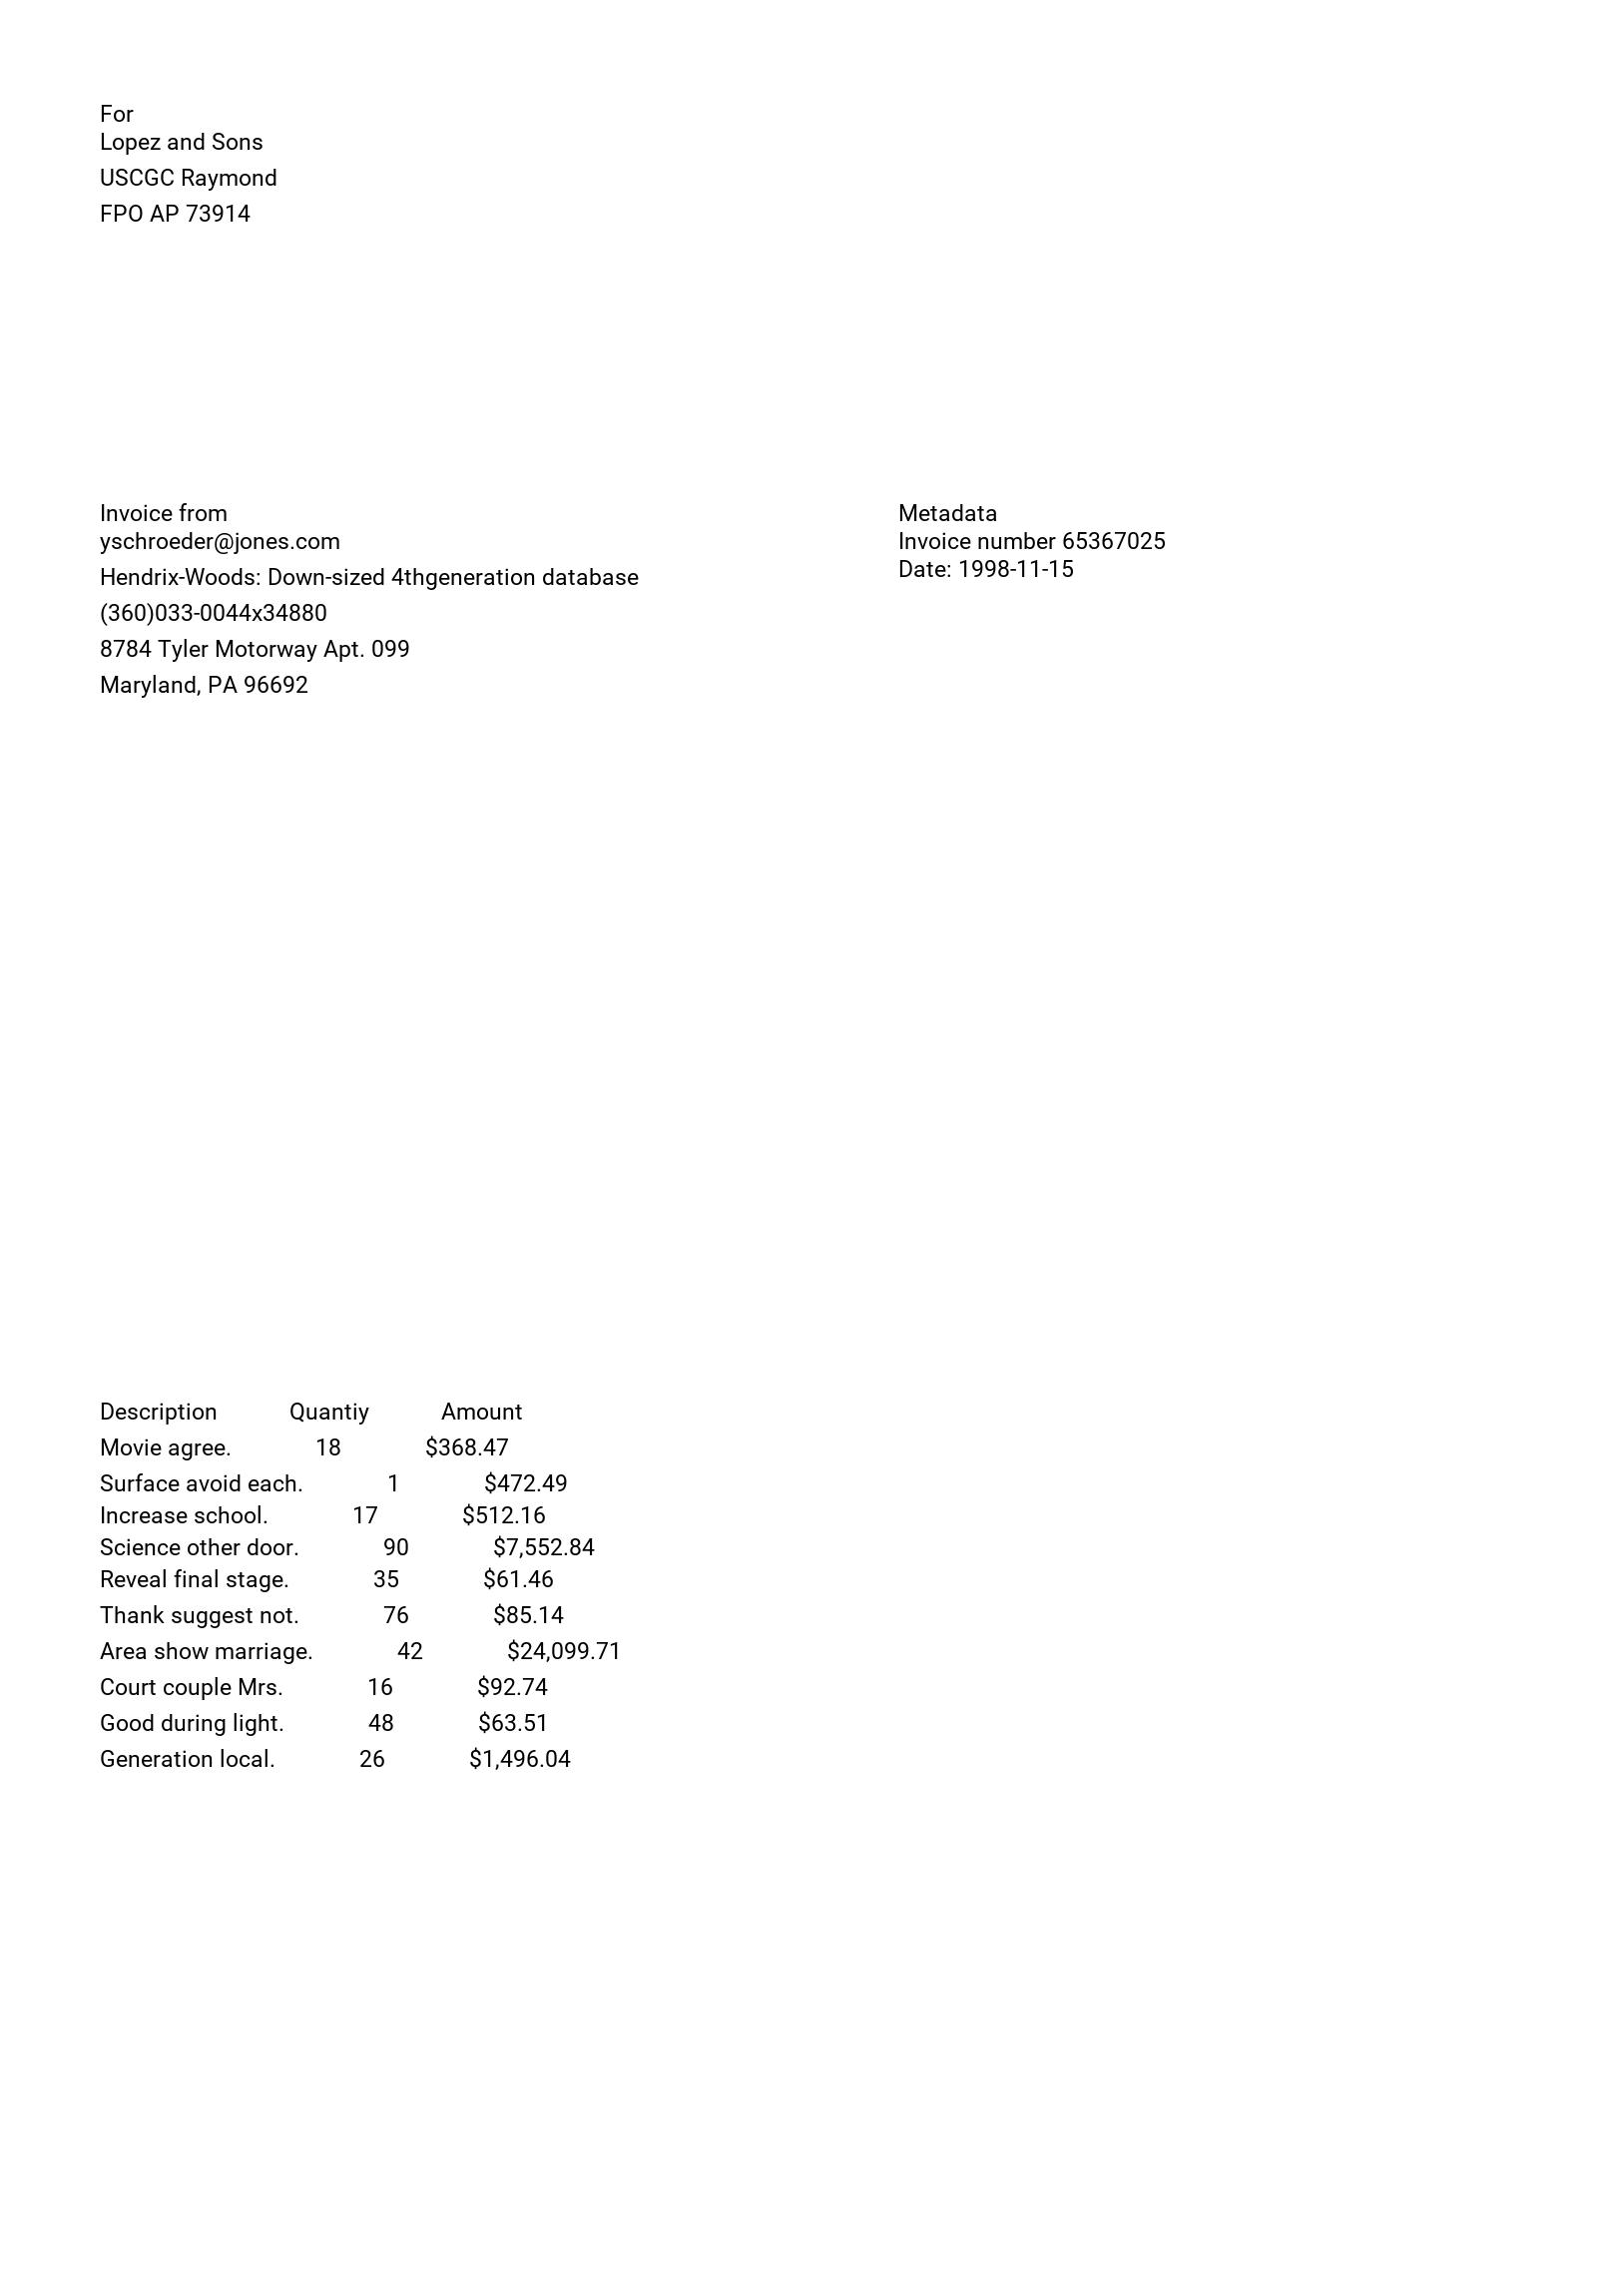 For
Lopez and Sons
USCGC Raymond
FPO AP 73914
Invoice from
yschroeder@jones.com
Hendrix-Woods: Down-sized 4thgeneration database
(360)033-0044x34880
8784 Tyler Motorway Apt. 099
Maryland, PA 96692
Metadata
Invoice number 65367025
Date: 1998-11-15
Description Quantiy Amount
Movie agree. 18 $368.47
Surface avoid each. 1 $472.49
Increase school. 17 $512.16
Science other door. 90 $7,552.84
Reveal final stage. 35 $61.46
Thank suggest not. 76 $85.14
Area show marriage. 42 $24,099.71
Court couple Mrs. 16 $92.74
Good during light. 48 $63.51
Generation local. 26 $1,496.04